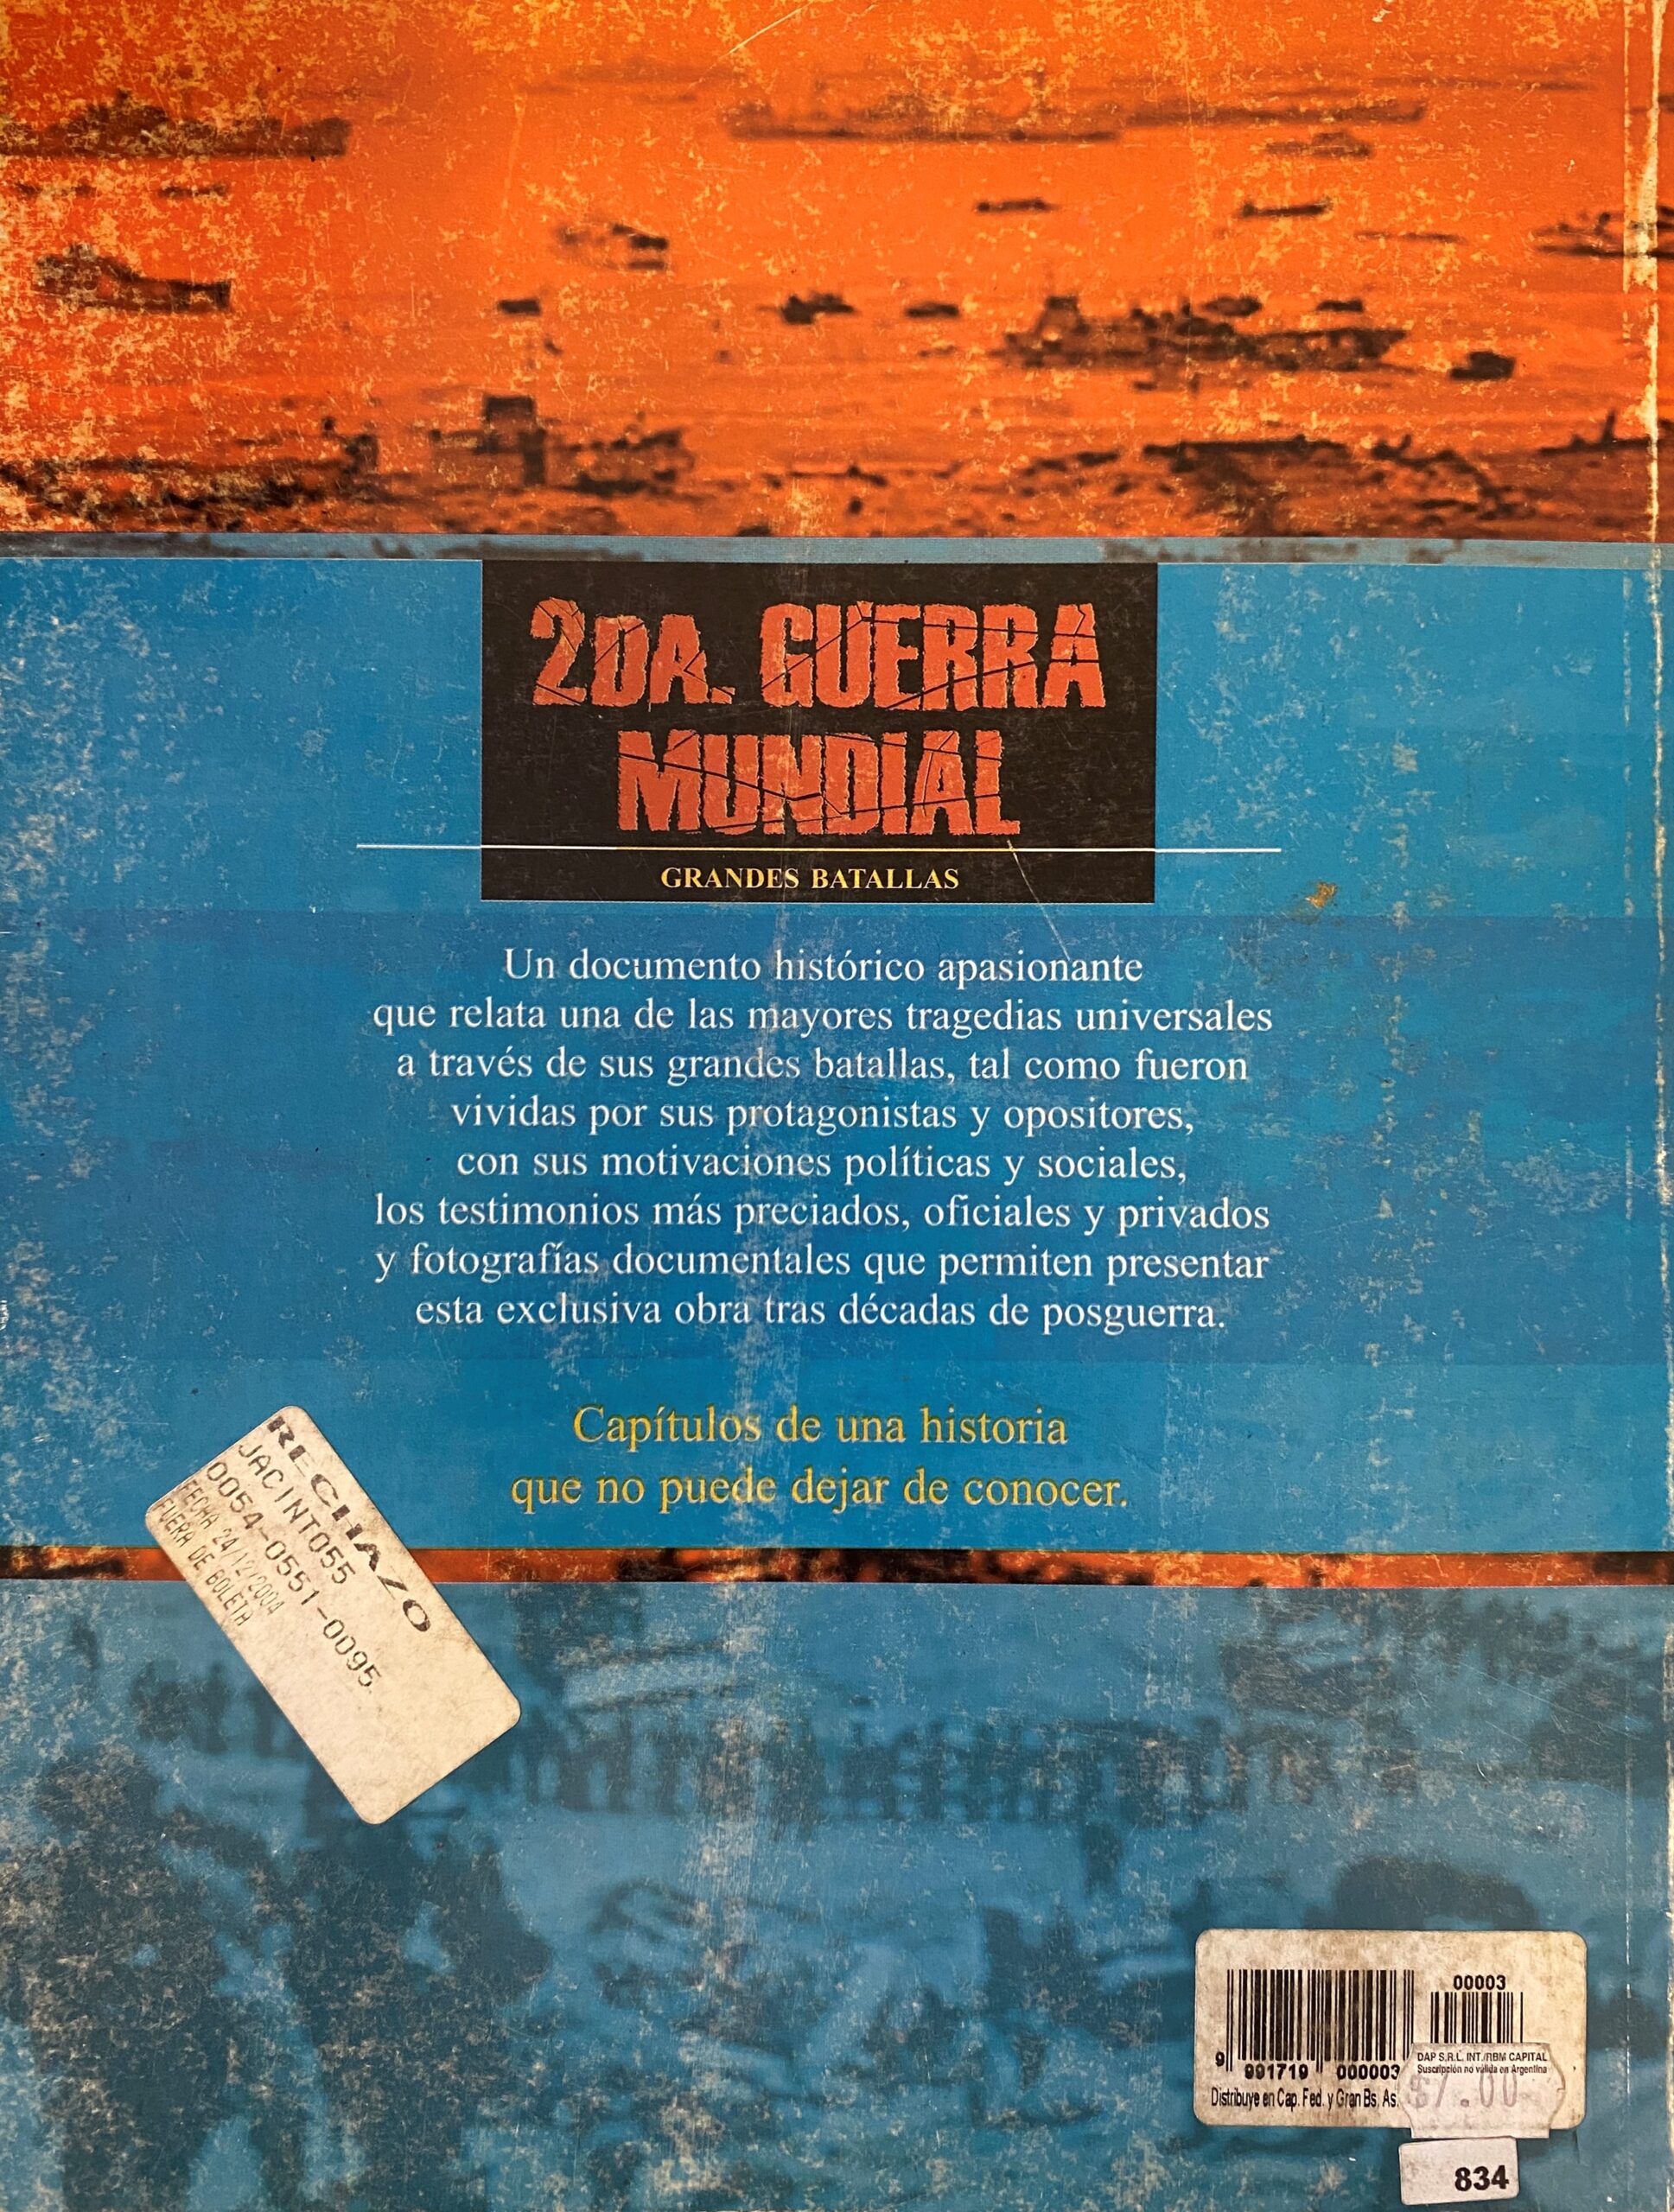 2DA. GUERRA
MUNDIAL
GRANDES BATALLAS
Un documento histórico apasionante
que relata una de las mayores tragedias universales
a través de sus grandes batallas, tal como fueron
vividas por sus protagonistas y opositores,
con sus motivaciones políticas y sociales,
los testimonios más preciados, oficiales y privados
y fotografías documentales que permiten presentar
esta exclusiva obra tras décadas de posguerra.
Capítulos de una historia
que no puede dejar de conocer.
RECHAZO
JACINTO55
0054-0551-0095
FECHA 24/12/2004
FUERA DE BOLETA
00003
9 991719 000003
DAP S.R.L. INT./RBM CAPITAL
Suscripción no válida en Argentina
Distribuye en Cap. Fed. y Gran Bs. As.
$7.00
834